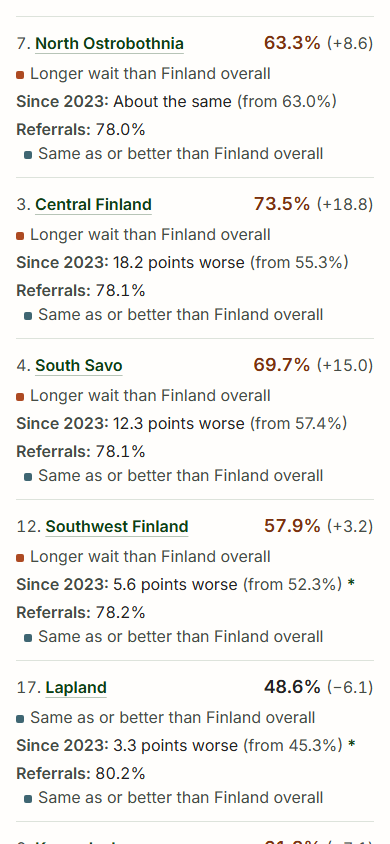 7. North Ostrobothnia 63.3% (+8.6)
Longer wait than Finland overall
Since 2023: About the same (from 63.0%)
Referrals: 78.0%
Same as or better than Finland overall
3. Central Finland 73.5% (+18.8)
Longer wait than Finland overall
Since 2023: 18.2 points worse (from 55.3%)
Referrals: 78.1%
Same as or better than Finland overall
4. South Savo 69.7% (+15.0)
Longer wait than Finland overall
Since 2023: 12.3 points worse (from 57.4%)
Referrals: 78.1%
Same as or better than Finland overall
12. Southwest Finland 57.9% (+3.2)
Longer wait than Finland overall
Since 2023: 5.6 points worse (from 52.3%) *
Referrals: 78.2%
Same as or better than Finland overall
17. Lapland 48.6% (−6.1)
Same as or better than Finland overall
Since 2023: 3.3 points worse (from 45.3%) *
Referrals: 80.2%
Same as or better than Finland overall